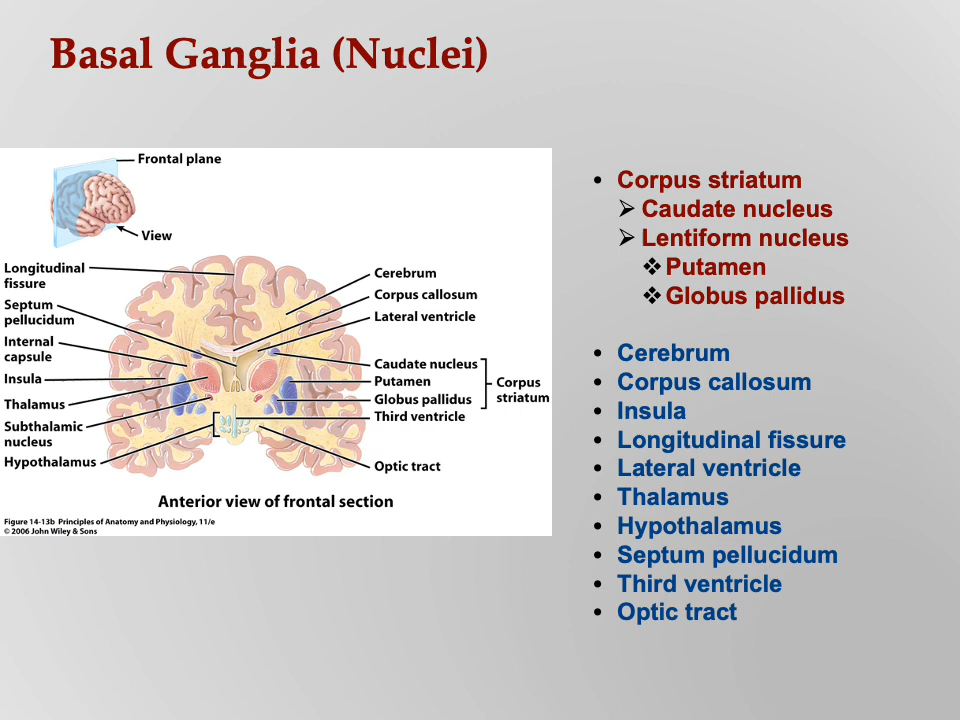 Basal Ganglia (Nuclei)
Frontal plane
View
Longitudinal
fissure
Septum
pellucidum
Internal
capsule
Insula
Thalamus
Subthalamic
nucleus
Hypothalamus
Cerebrum
Corpus callosum
Lateral ventricle
Caudate nucleus
Putamen
Globus pallidus
Corpus
striatum
Third ventricle
Optic tract
Anterior view of frontal section
Figure 14-13b Principles of Anatomy and Physiology, 11/e
© 2006 John Wiley & Sons
• Corpus striatum
➢ Caudate nucleus
➢ Lentiform nucleus
❖ Putamen
❖ Globus pallidus
• Cerebrum
• Corpus callosum
• Insula
• Longitudinal fissure
• Lateral ventricle
• Thalamus
• Hypothalamus
• Septum pellucidum
• Third ventricle
• Optic tract